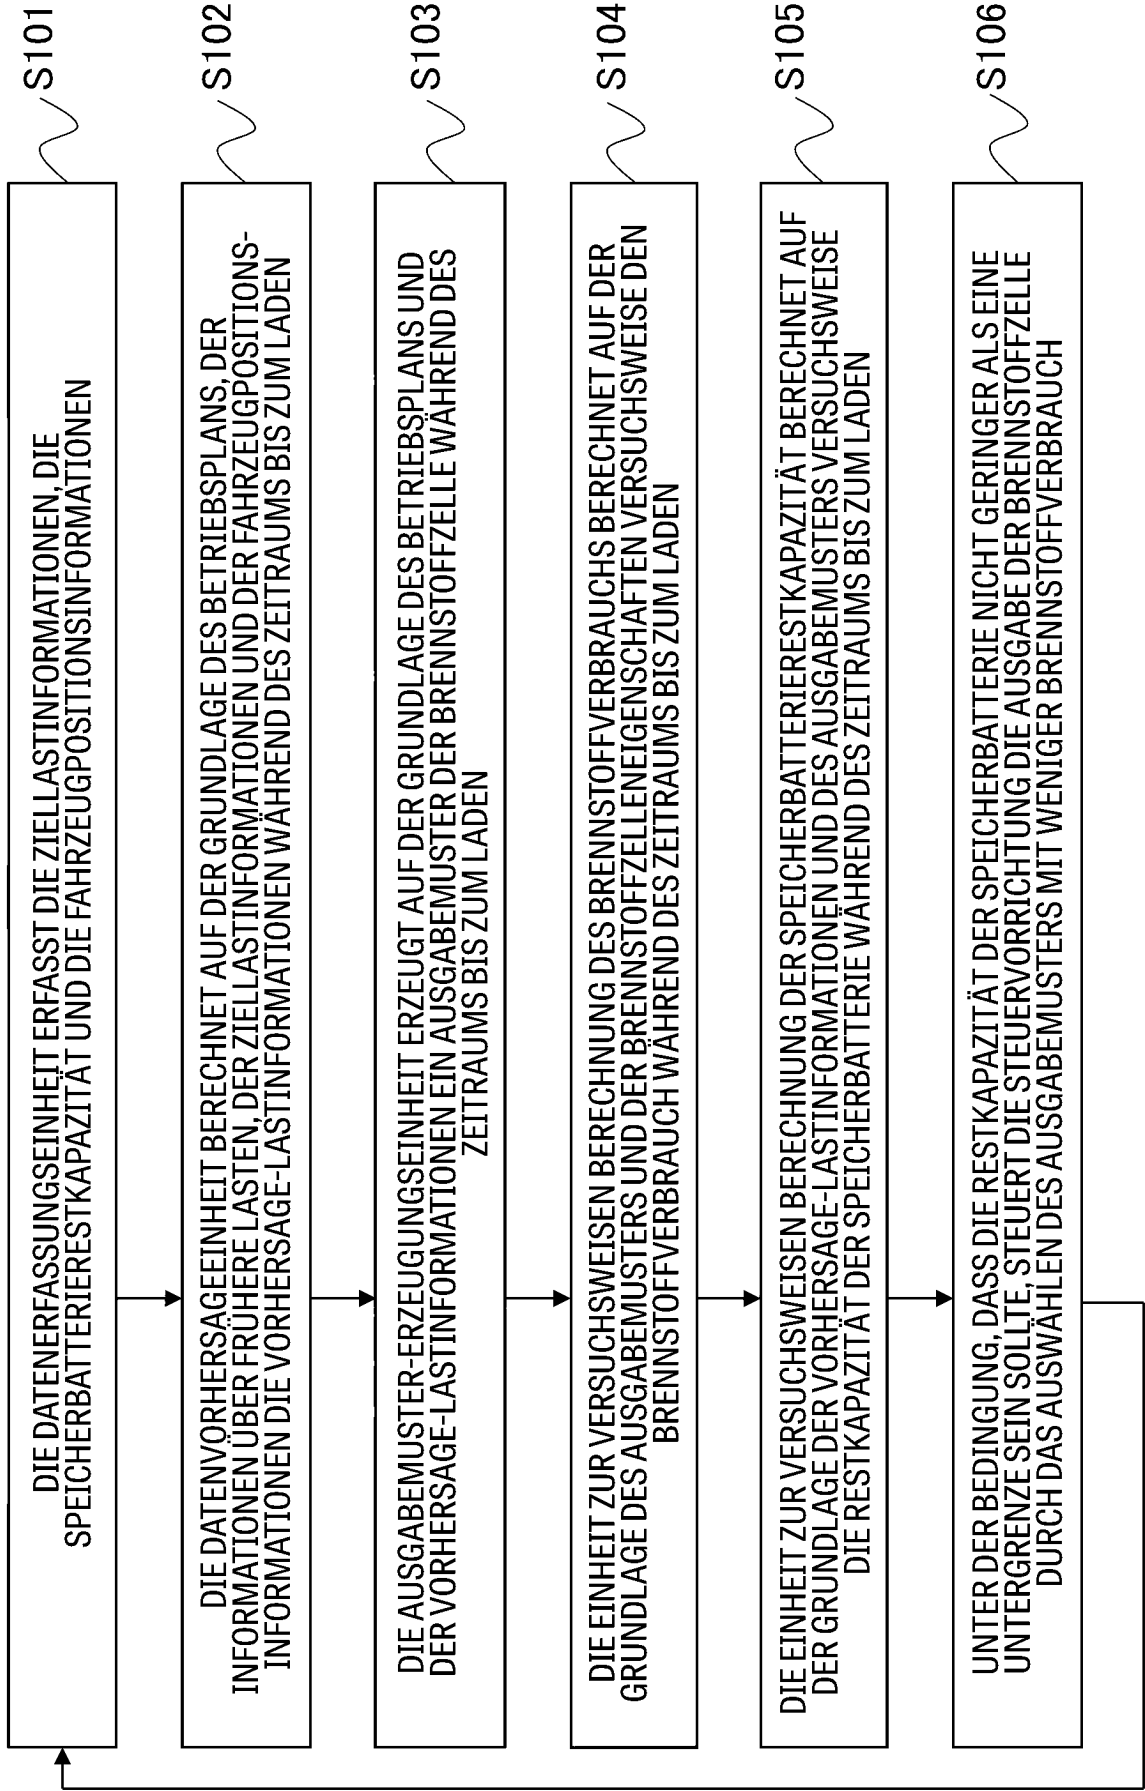 S101
DIE DATENERFASSUNGSEINHEIT ERFASST DIE ZIELLASTINFORMATIONEN, DIE
SPEICHERBATTERIERESTKAPAZITÄT UND DIE FAHRZEUGPOSITIONSINFORMATIONEN
S102
DIE DATENVORHERSAGEEINHEIT BERECHNET AUF DER GRUNDLAGE DES BETRIEBSPLANS, DER
INFORMATIONEN ÜBER FRÜHERE LASTEN, DER ZIELLASTINFORMATIONEN UND DER FAHRZEUGPOSITIONS-
INFORMATIONEN DIE VORHERSAGE-LASTINFORMATIONEN WÄHREND DES ZEITRAUMS BIS ZUM LADEN
S103
DIE AUSGABEMUSTER-ERZEUGUNGSEINHEIT ERZEUGT AUF DER GRUNDLAGE DES BETRIEBSPLANS UND
DER VORHERSAGE-LASTINFORMATIONEN EIN AUSGABEMUSTER DER BRENNSTOFFZELLE WÄHREND DES
ZEITRAUMS BIS ZUM LADEN
S104
DIE EINHEIT ZUR VERSUCHSWEISEN BERECHNUNG DES BRENNSTOFFVERBRAUCHS BERECHNET AUF DER
GRUNDLAGE DES AUSGABEMUSTERS UND DER BRENNSTOFFZELLENEIGENSCHAFTEN VERSUCHSWEISE DEN
BRENNSTOFFVERBRAUCH WÄHREND DES ZEITRAUMS BIS ZUM LADEN
S105
DIE EINHEIT ZUR VERSUCHSWEISEN BERECHNUNG DER SPEICHERBATTERIERESTKAPAZITÄT BERECHNET AUF
DER GRUNDLAGE DER VORHERSAGE-LASTINFORMATIONEN UND DES AUSGABEMUSTERS VERSUCHSWEISE
DIE RESTKAPAZITÄT DER SPEICHERBATTERIE WÄHREND DES ZEITRAUMS BIS ZUM LADEN
S106
UNTER DER BEDINGUNG, DASS DIE RESTKAPAZITÄT DER SPEICHERBATTERIE NICHT GERINGER ALS EINE
UNTERGRENZE SEIN SOLLTE, STEUERT DIE STEUERVORRICHTUNG DIE AUSGABE DER BRENNSTOFFZELLE
DURCH DAS AUSWÄHLEN DES AUSGABEMUSTERS MIT WENIGER BRENNSTOFFVERBRAUCH